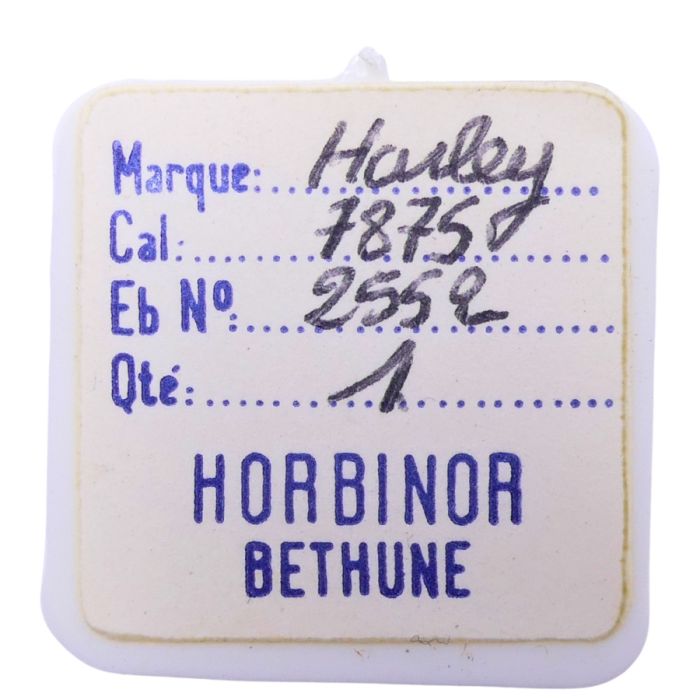 Marque: Harley
Cal: 7875
Eb Nº: 2552
Qté: 1
HORBINOR
BETHUNE